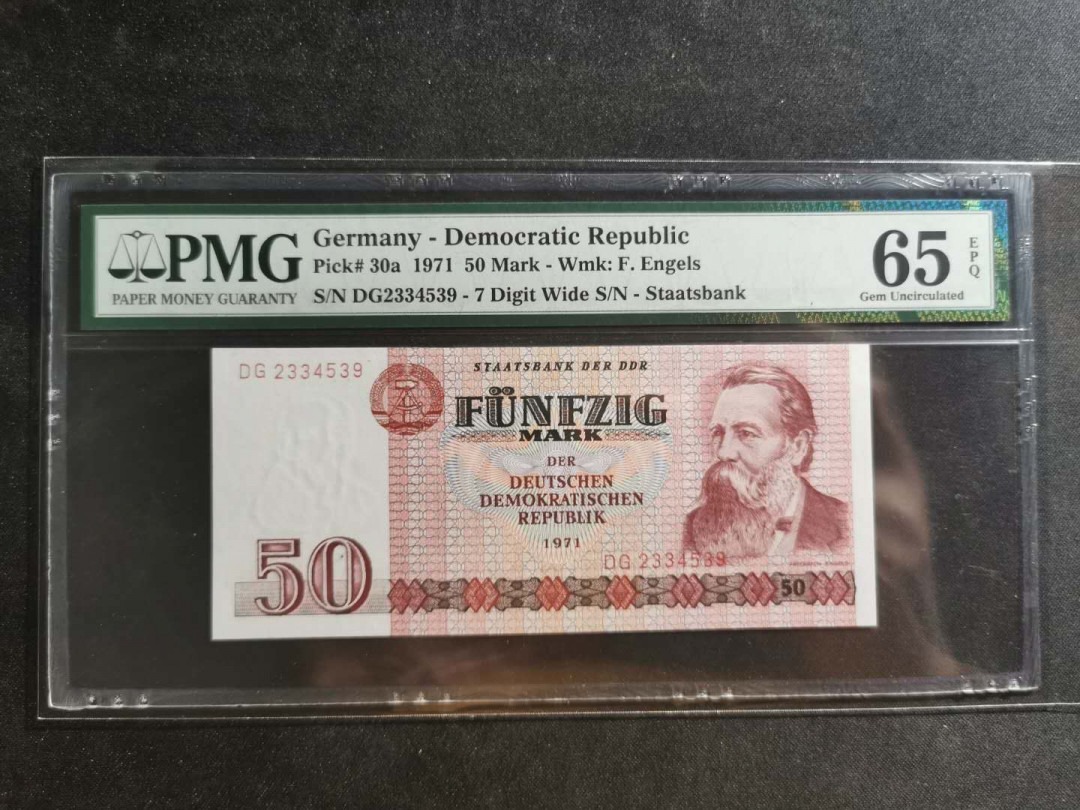 PMG
PAPER MONEY GUARANTY
Germany - Democratic Republic
Pick# 30a 1971 50 Mark - Wmk: F. Engels
S/N DG2334539 - 7 Digit Wide S/N - Staatsbank
65
EPQ
Gem Uncirculated
DG 2334539
STAATSBANK DER DDR
FÜNFZIG
MARK
DER
DEUTSCHEN
DEMOKRATISCHEN
REPUBLIK
1971
DG 2334539
50
50